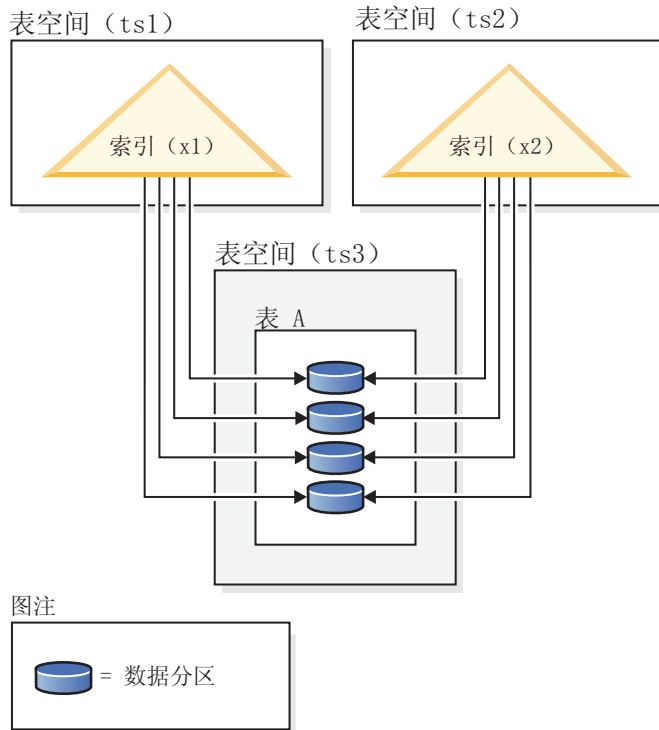 表空间（ts1）
表空间（ts2）
索引（x1）
索引（x2）
表空间（ts3）
表 A
图注
= 数据分区